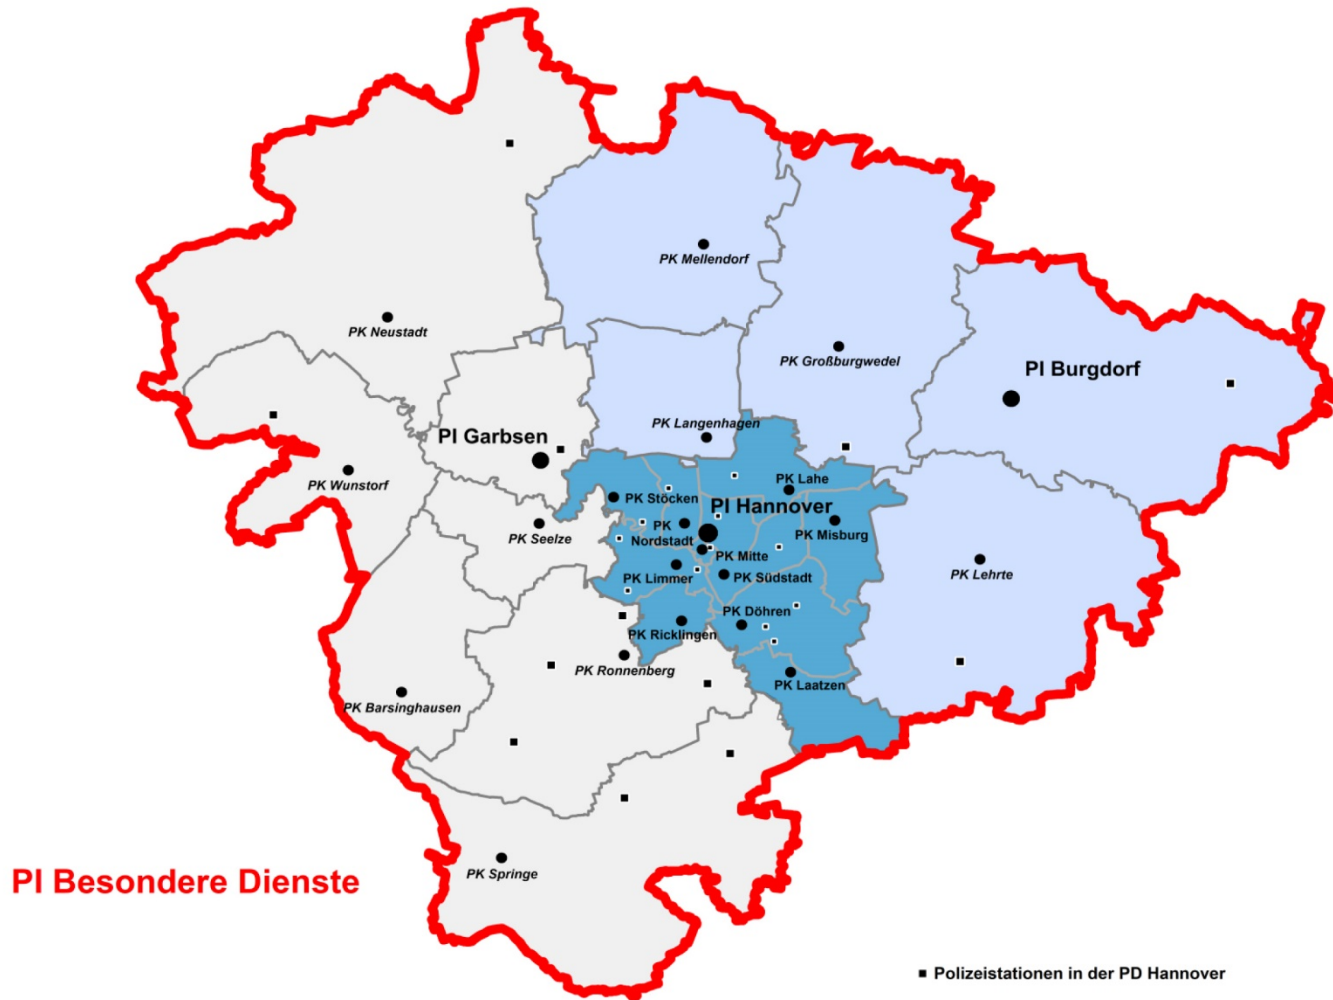 PK Mellendorf
PK Neustadt
PK Großburgwedel
PI Burgdorf
PK Langenhagen
PI Garbsen
PK Wunstorf
PK Lahe
PK Stöcken
PI Hannover
PK Seelze
PK
Nordstadt
PK Misburg
PK Mitte
PK Limmer
PK Südstadt
PK Lehrte
PK Döhren
PK Ricklingen
PK Ronnenberg
PK Laatzen
PK Barsinghausen
PK Springe
PI Besondere Dienste
Polizeistationen in der PD Hannover